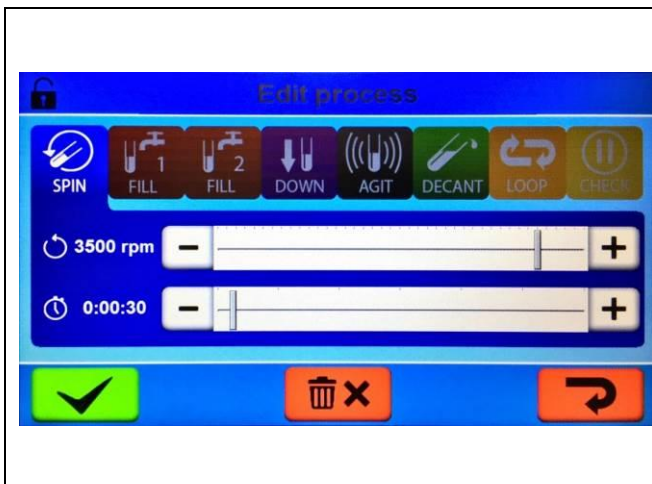 Edit process
SPIN
1 FILL
2 FILL
DOWN
AGIT
DECANT
LOOP
CHECK
3500 rpm
0:00:30